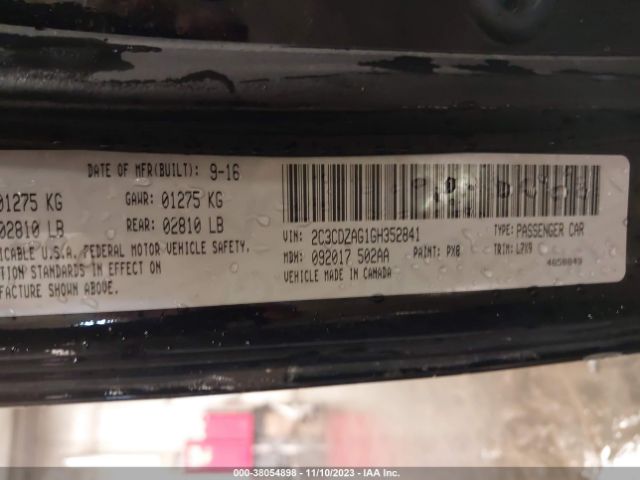 DATE OF MFR(BUILT): 9-16
01275 KG GAWR: 01275 KG
02810 LB REAR: 02810 LB
ICABLE U.S.A. FEDERAL MOTOR VEHICLE SAFETY,
TION STANDARDS IN EFFECT ON
FACTURE SHOWN ABOVE.
VIN: 2C3CDZAG1GH352841 TYPE: PASSENGER CAR
MDH: 092017 502AA PAINT: PX8 TRIM: L7X9
VEHICLE MADE IN CANADA 4658849
000-38054898 - 11/10/2023 - IAA Inc.